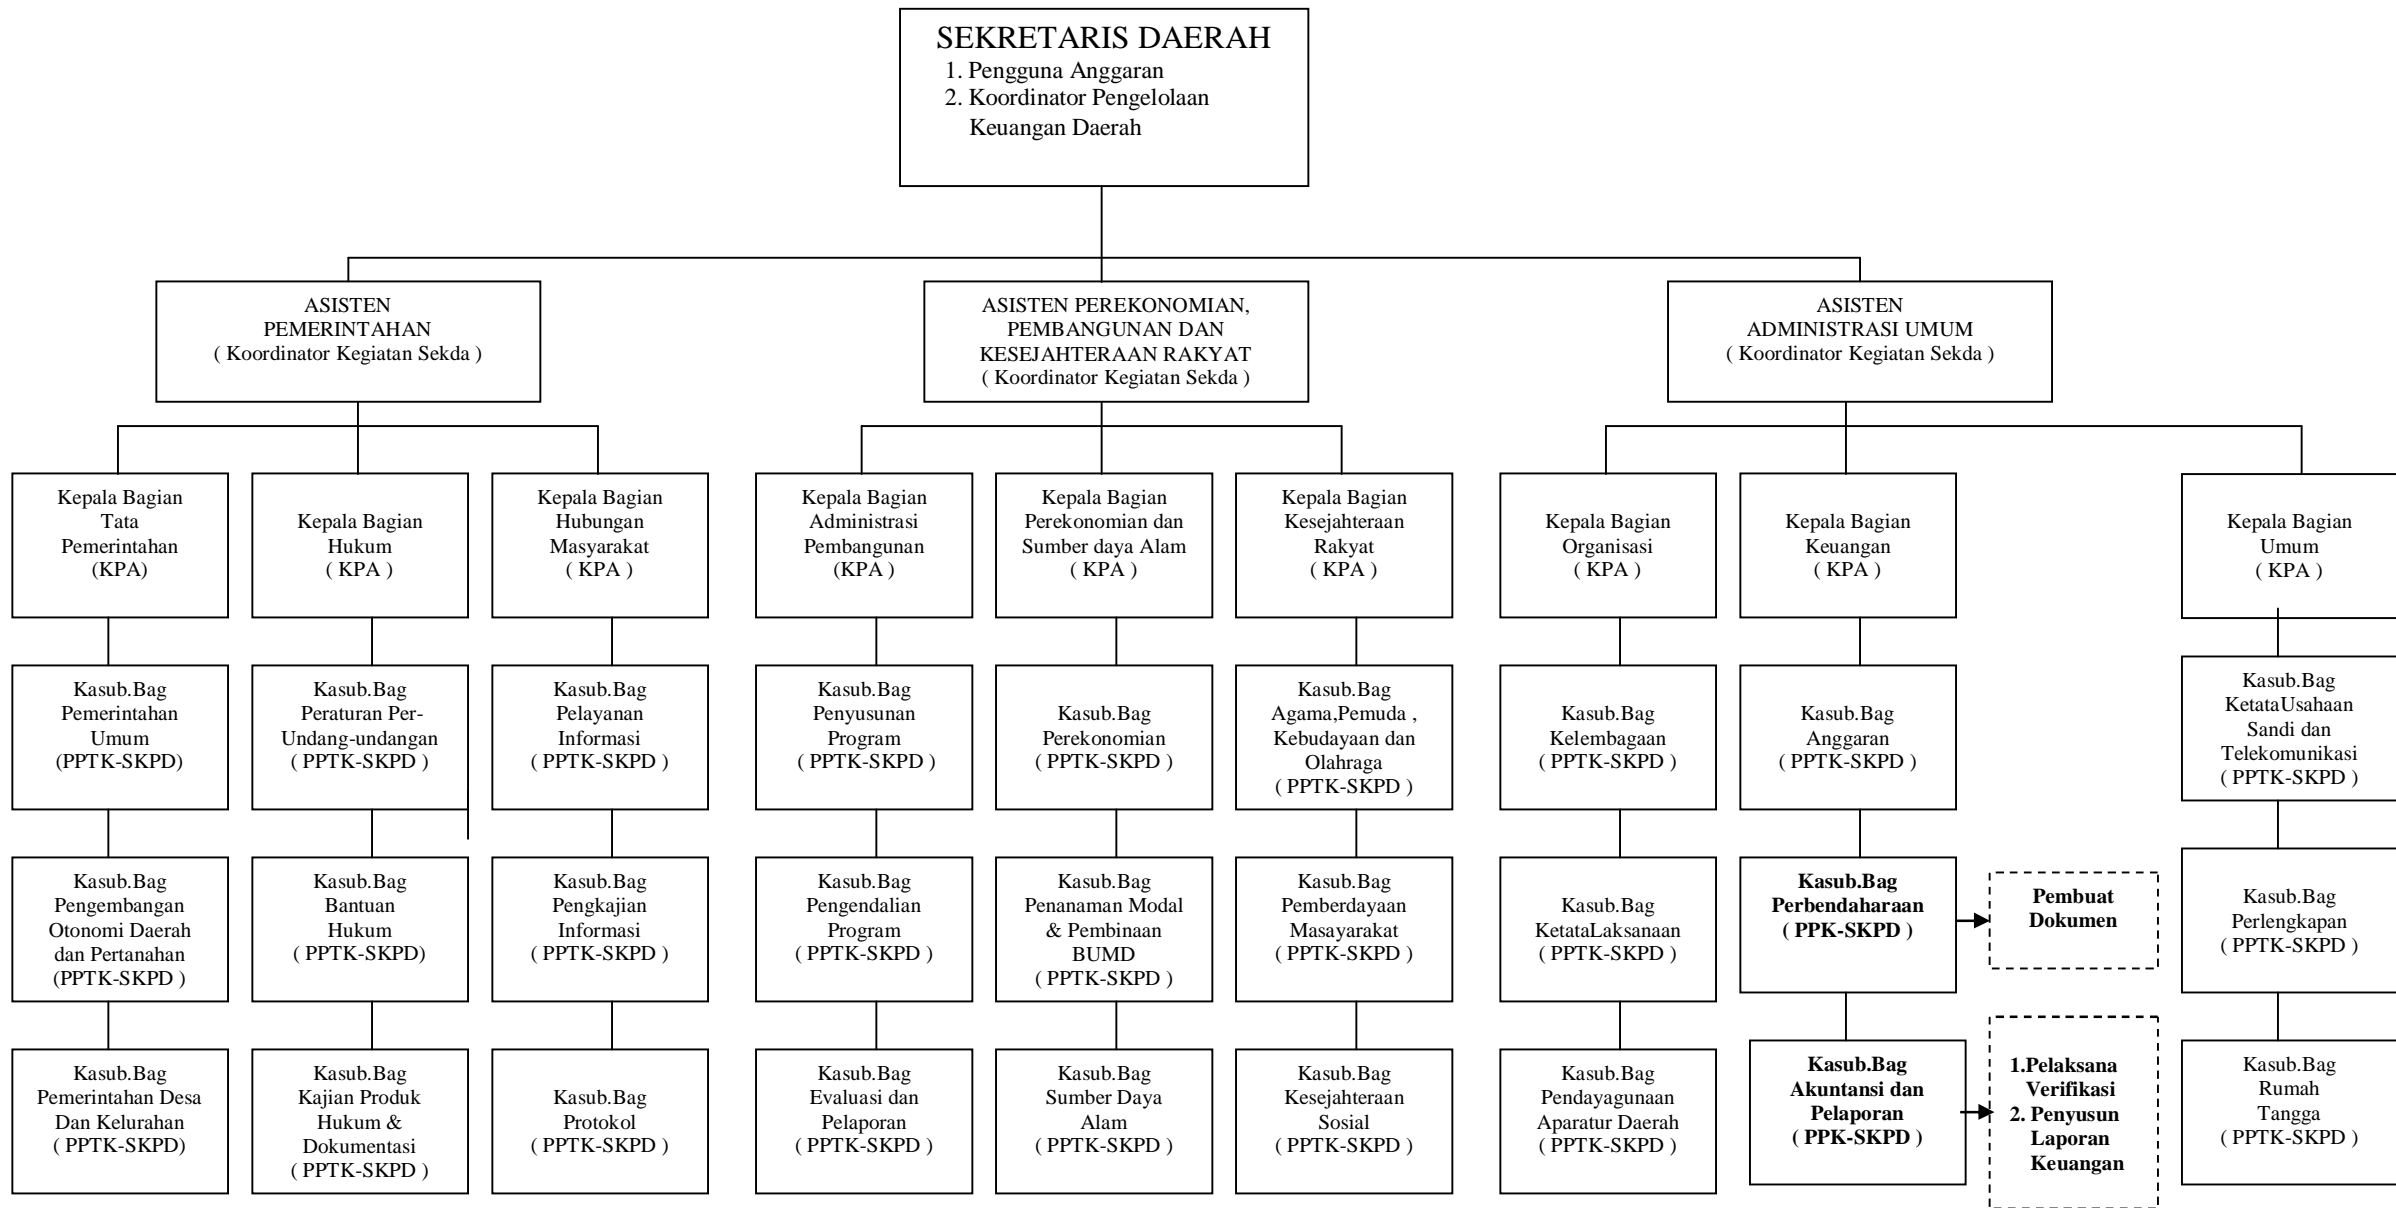 SEKRETARIS DAERAH
1. Pengguna Anggaran
2. Koordinator Pengelolaan
Keuangan Daerah
ASISTEN
PEMERINTAHAN
( Koordinator Kegiatan Sekda )
ASISTEN PEREKONOMIAN,
PEMBANGUNAN DAN
KESEJAHTERAAN RAKYAT
( Koordinator Kegiatan Sekda )
ASISTEN
ADMINISTRASI UMUM
( Koordinator Kegiatan Sekda )
Kepala Bagian
Tata
Pemerintahan
(KPA)
Kepala Bagian
Hukum
( KPA )
Kepala Bagian
Hubungan
Masyarakat
( KPA )
Kepala Bagian
Administrasi
Pembangunan
(KPA )
Kepala Bagian
Perekonomian dan
Sumber daya Alam
( KPA )
Kepala Bagian
Kesejahteraan
Rakyat
( KPA )
Kepala Bagian
Organisasi
( KPA )
Kepala Bagian
Keuangan
( KPA )
Kepala Bagian
Umum
( KPA )
Kasub.Bag
Pemerintahan
Umum
(PPTK-SKPD)
Kasub.Bag
Peraturan Per-
Undang-undangan
( PPTK-SKPD )
Kasub.Bag
Pelayanan
Informasi
( PPTK-SKPD )
Kasub.Bag
Penyusunan
Program
( PPTK-SKPD )
Kasub.Bag
Perekonomian
( PPTK-SKPD )
Kasub.Bag
Agama,Pemuda ,
Kebudayaan dan
Olahraga
( PPTK-SKPD )
Kasub.Bag
Kelembagaan
( PPTK-SKPD )
Kasub.Bag
Anggaran
( PPTK-SKPD )
Kasub.Bag
KetataUsahaan
Sandi dan
Telekomunikasi
( PPTK-SKPD )
Kasub.Bag
Pengembangan
Otonomi Daerah
dan Pertanahan
(PPTK-SKPD )
Kasub.Bag
Bantuan
Hukum
( PPTK-SKPD)
Kasub.Bag
Pengkajian
Informasi
( PPTK-SKPD )
Kasub.Bag
Pengendalian
Program
( PPTK-SKPD )
Kasub.Bag
Penanaman Modal
& Pembinaan
BUMD
( PPTK-SKPD )
Kasub.Bag
Pemberdayaan
Masayarakat
( PPTK-SKPD )
Kasub.Bag
KetataLaksanaan
( PPTK-SKPD )
Kasub.Bag
Perbendaharaan
( PPK-SKPD )
Pembuat
Dokumen
Kasub.Bag
Perlengkapan
( PPTK-SKPD )
Kasub.Bag
Pemerintahan Desa
Dan Kelurahan
( PPTK-SKPD)
Kasub.Bag
Kajian Produk
Hukum &
Dokumentasi
( PPTK-SKPD )
Kasub.Bag
Protokol
( PPTK-SKPD )
Kasub.Bag
Evaluasi dan
Pelaporan
( PPTK-SKPD )
Kasub.Bag
Sumber Daya
Alam
( PPTK-SKPD )
Kasub.Bag
Kesejahteraan
Sosial
( PPTK-SKPD )
Kasub.Bag
Pendayagunaan
Aparatur Daerah
( PPTK-SKPD )
Kasub.Bag
Akuntansi dan
Pelaporan
( PPK-SKPD )
1.Pelaksana
Verifikasi
2. Penyusun
Laporan
Keuangan
Kasub.Bag
Rumah
Tangga
( PPTK-SKPD )